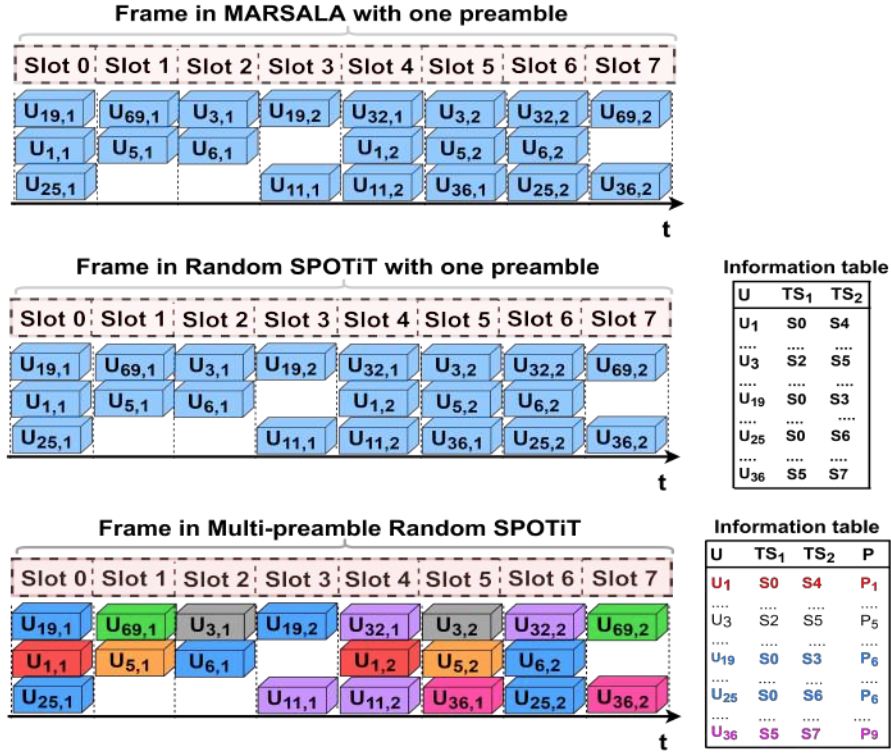 Frame in MARSALA with one preamble
Slot 0 Slot 1 Slot 2 Slot 3 Slot 4 Slot 5 Slot 6 Slot 7
U19,1 U69,1 U3,1 U19,2 U32,1 U3,2 U32,2 U69,2
U1,1 U5,1 U6,1 U1,2 U5,2 U6,2
U25,1 U11,1 U11,2 U36,1 U25,2 U36,2
t
Frame in Random SPOTiT with one preamble
Slot 0 Slot 1 Slot 2 Slot 3 Slot 4 Slot 5 Slot 6 Slot 7
U19,1 U69,1 U3,1 U19,2 U32,1 U3,2 U32,2 U69,2
U1,1 U5,1 U6,1 U1,2 U5,2 U6,2
U25,1 U11,1 U11,2 U36,1 U25,2 U36,2
t
Information table
U TS1 TS2
U1 S0 S4
.... .... ....
U3 S2 S5
.... .... ....
U19 S0 S3
.... .... ....
U25 S0 S6
.... .... ....
U36 S5 S7
Frame in Multi-preamble Random SPOTiT
Slot 0 Slot 1 Slot 2 Slot 3 Slot 4 Slot 5 Slot 6 Slot 7
U19,1 U69,1 U3,1 U19,2 U32,1 U3,2 U32,2 U69,2
U1,1 U5,1 U6,1 U1,2 U5,2 U6,2
U25,1 U11,1 U11,2 U36,1 U25,2 U36,2
t
Information table
U TS1 TS2 P
U1 S0 S4 P1
.... .... .... ....
U3 S2 S5 P5
.... .... .... ....
U19 S0 S3 P6
.... .... .... ....
U25 S0 S6 P6
.... .... .... ....
U36 S5 S7 P9